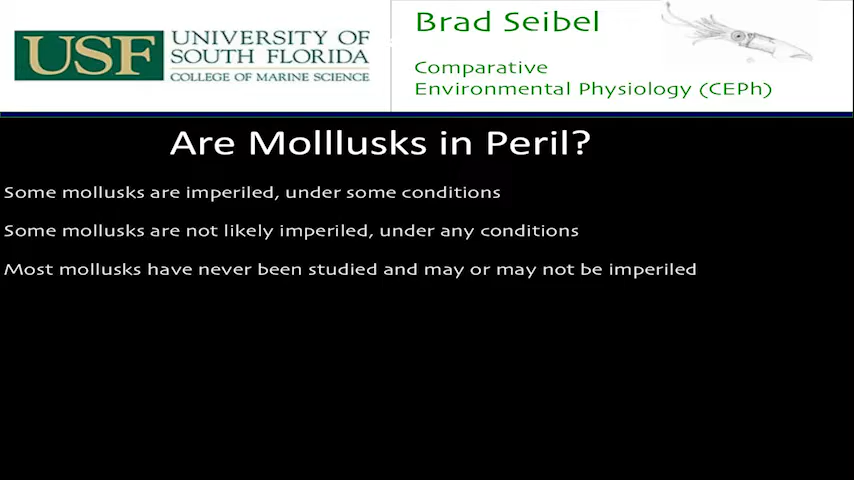 USF
UNIVERSITY OF
SOUTH FLORIDA
COLLEGE OF MARINE SCIENCE
Brad Seibel
Comparative
Environmental Physiology (CEPh)
Are Molllusks in Peril?
Some mollusks are imperiled, under some conditions
Some mollusks are not likely imperiled, under any conditions
Most mollusks have never been studied and may or may not be imperiled